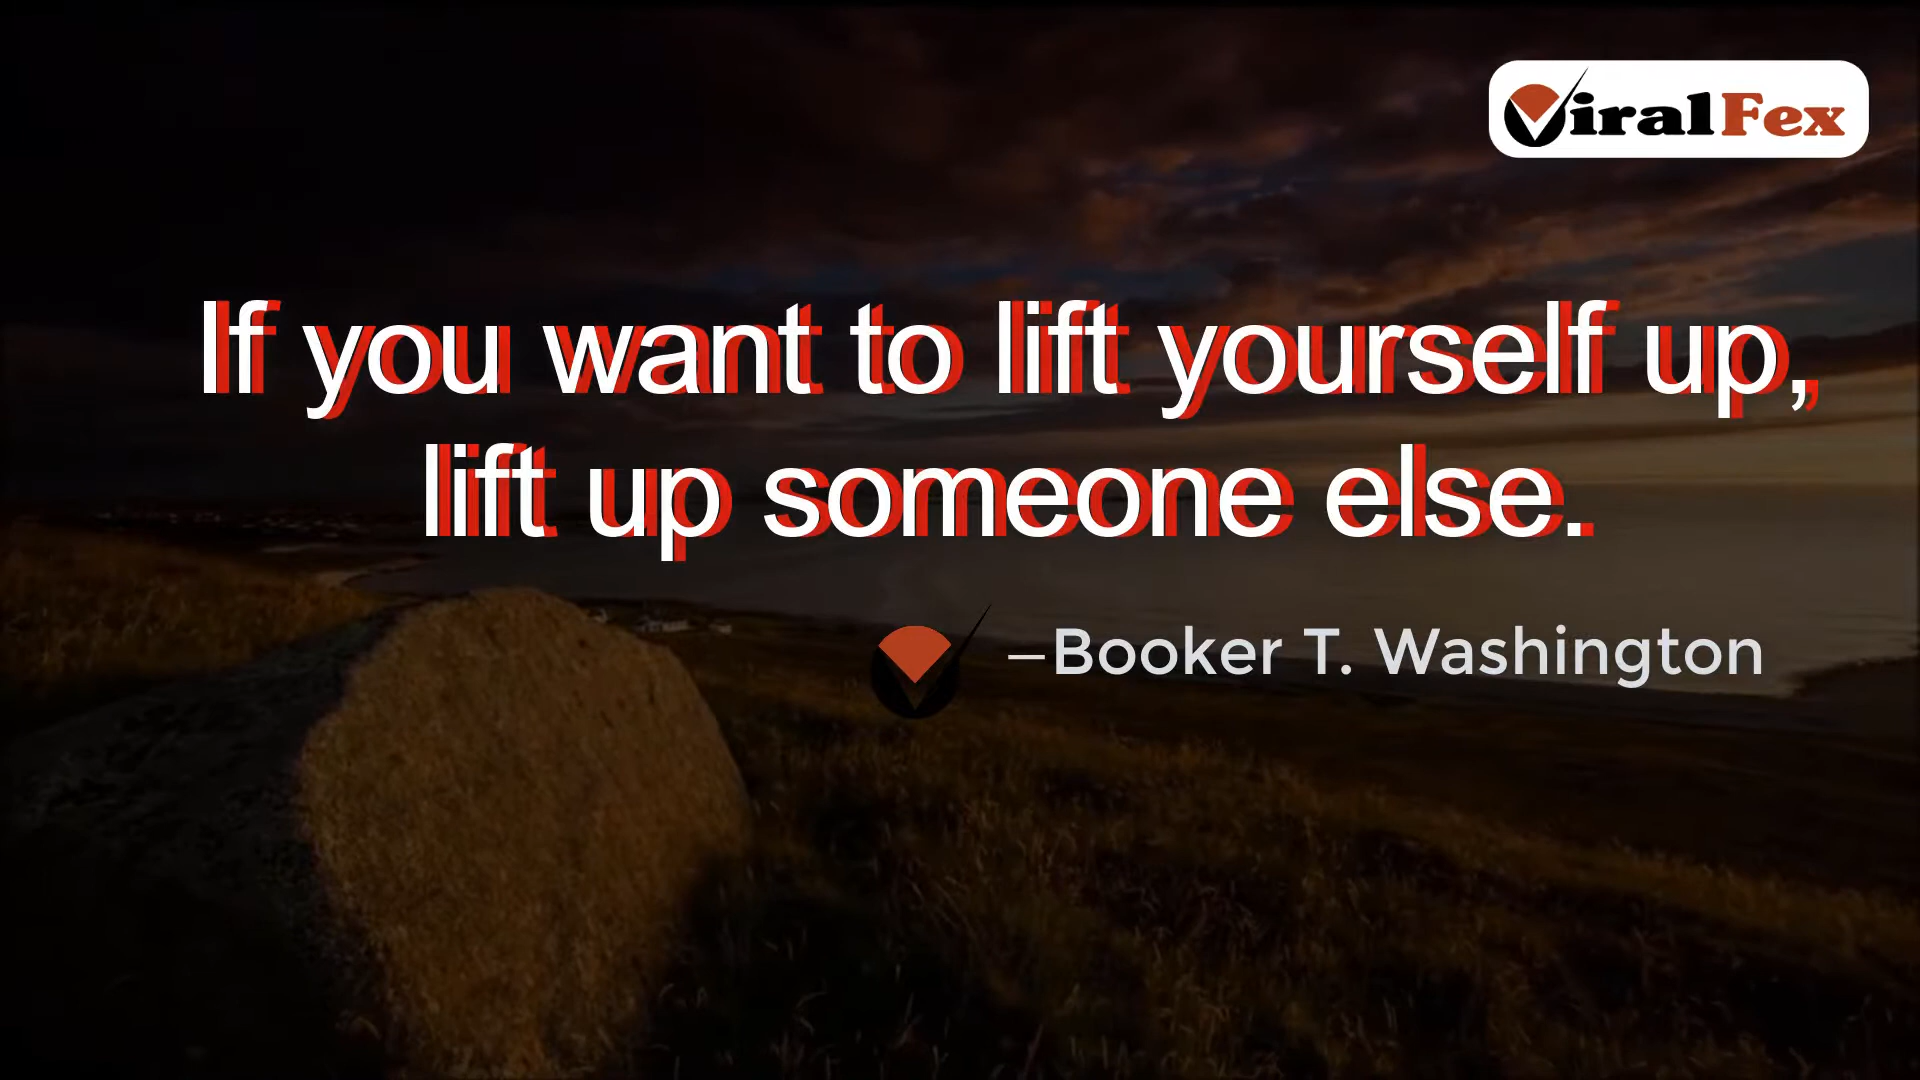 ViralFex
If you want to lift yourself up,
lift up someone else.
–Booker T. Washington